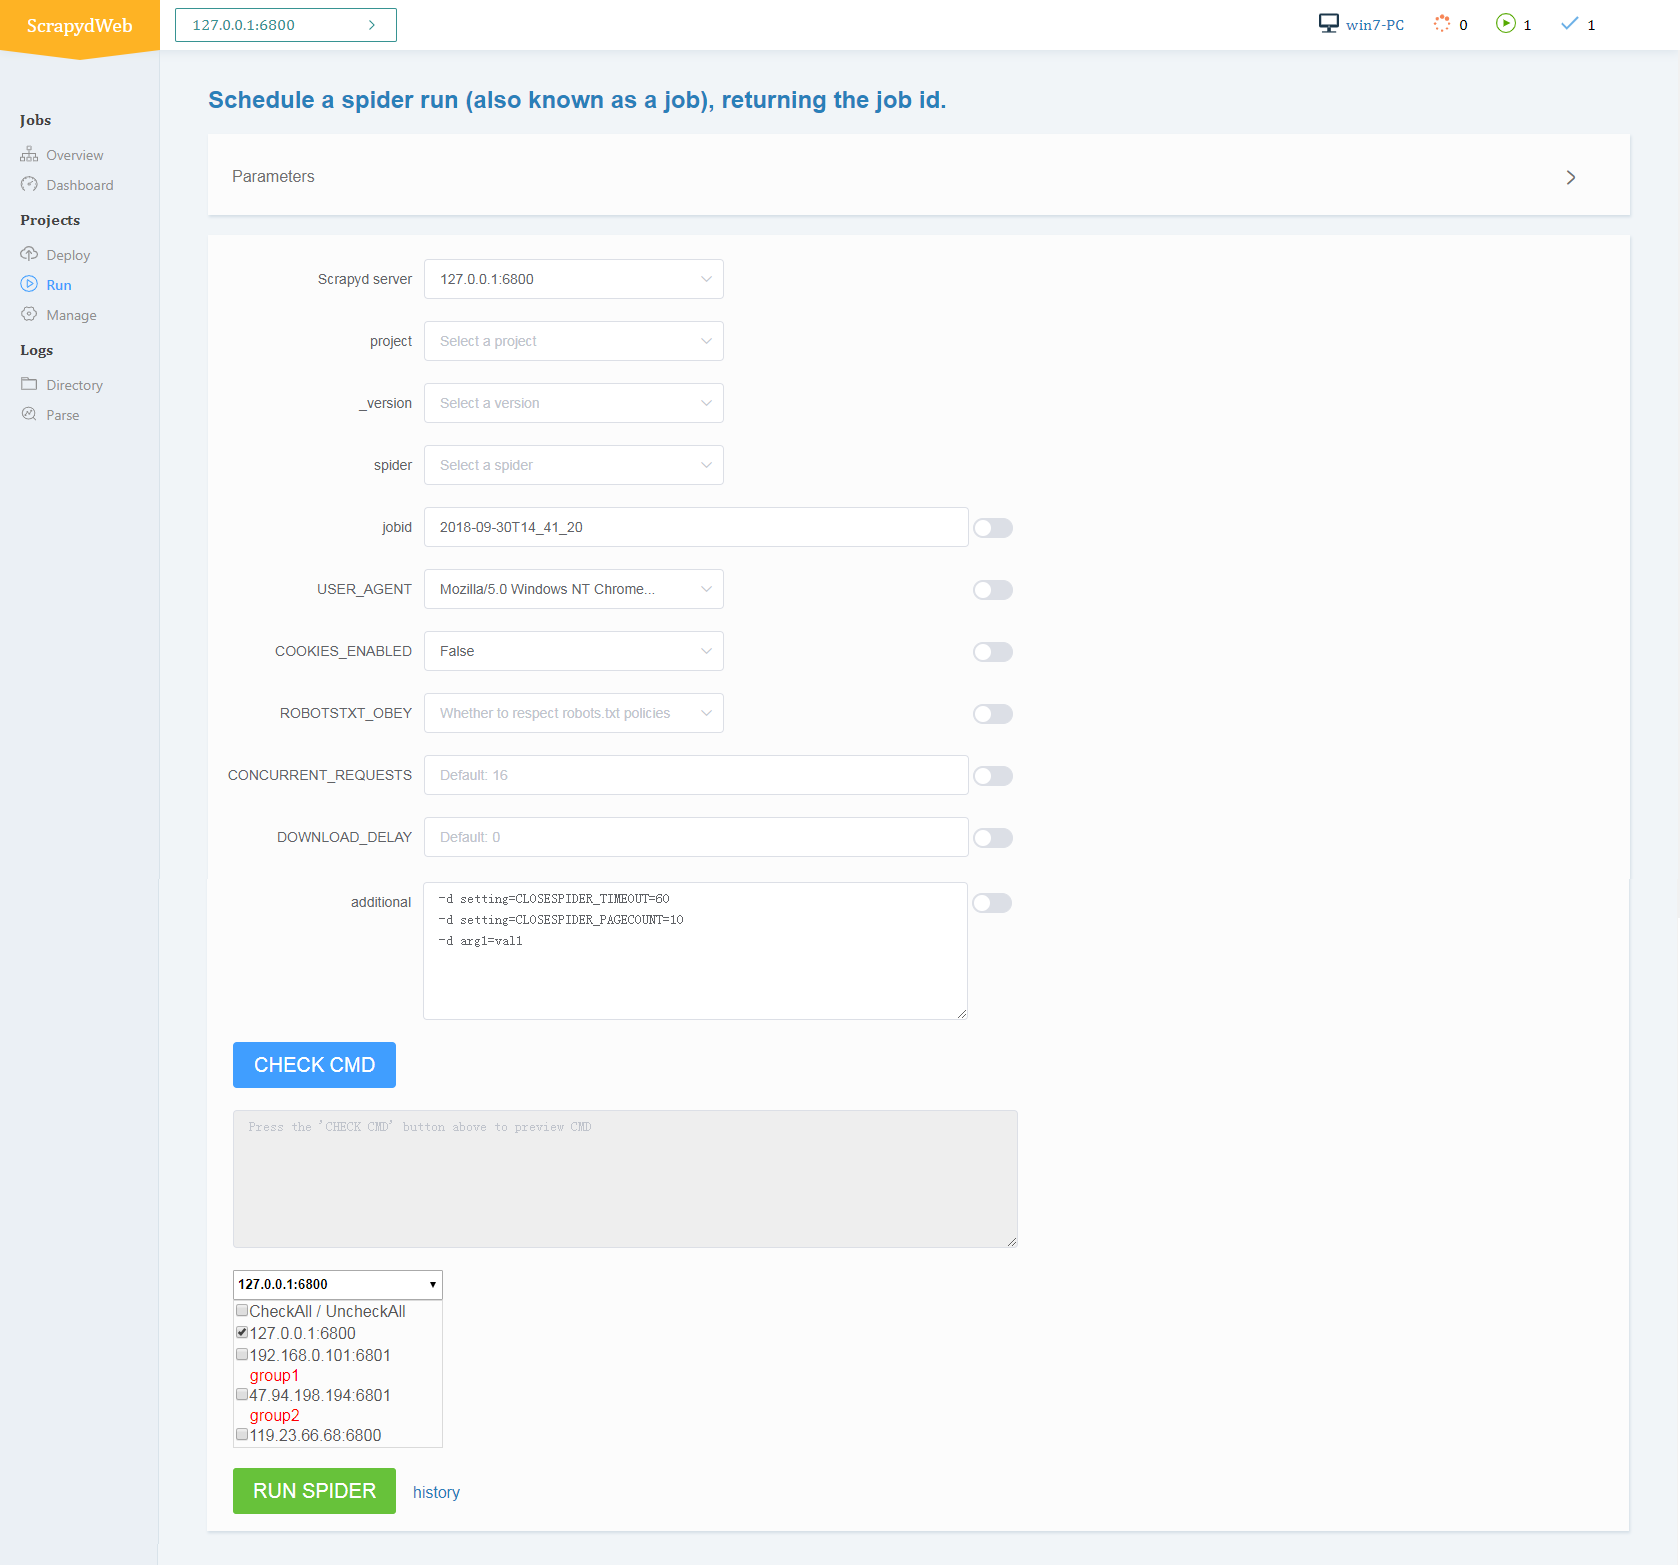 ScrapydWeb
127.0.0.1:6800
win7-PC
0
1
1
Jobs
Overview
Dashboard
Projects
Deploy
Run
Manage
Logs
Directory
Parse
Schedule a spider run (also known as a job), returning the job id.
Parameters
Scrapyd server 127.0.0.1:6800
project Select a project
_version Select a version
spider Select a spider
jobid 2018-09-30T14_41_20
USER_AGENT Mozilla/5.0 Windows NT Chrome...
COOKIES_ENABLED False
ROBOTSTXT_OBEY Whether to respect robots.txt policies
CONCURRENT_REQUESTS Default: 16
DOWNLOAD_DELAY Default: 0
additional -d setting=CLOSESPIDER_TIMEOUT=60
-d setting=CLOSESPIDER_PAGECOUNT=10
-d arg1=val1
CHECK CMD
Press the 'CHECK CMD' button above to preview CMD
127.0.0.1:6800
CheckAll / UncheckAll
127.0.0.1:6800
192.168.0.101:6801
group1
47.94.198.194:6801
group2
119.23.66.68:6800
RUN SPIDER history